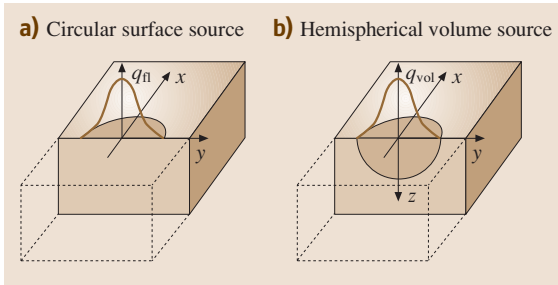 a) Circular surface source
b) Hemispherical volume source
qfl
x
y
qvol
x
y
z